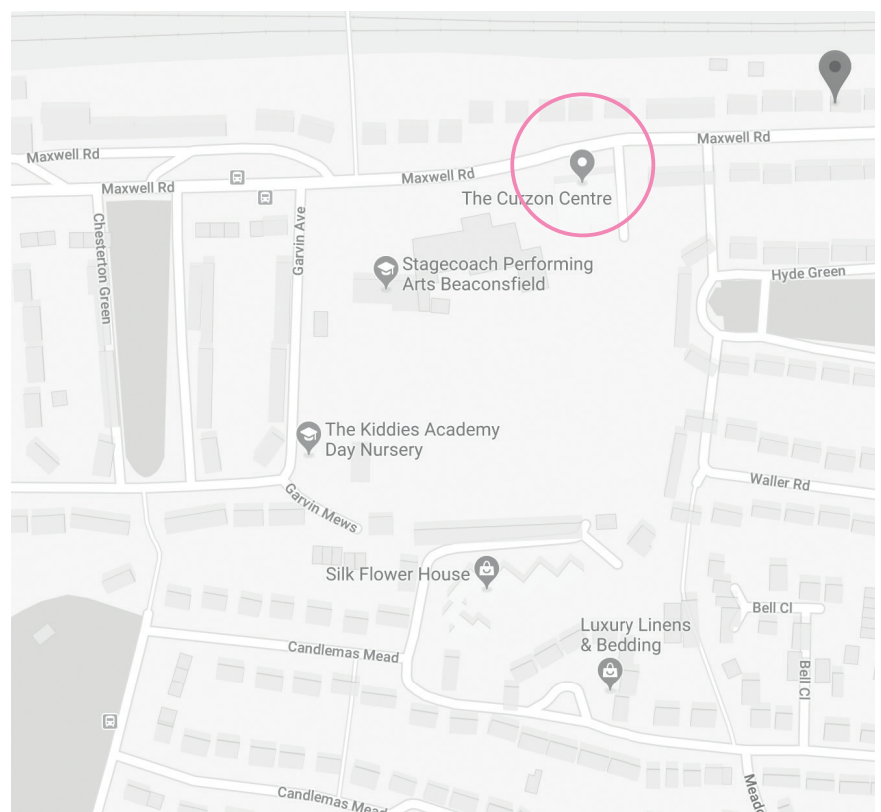 Maxwell Rd
Maxwell Rd
Maxwell Rd
Maxwell Rd
The Curzon Centre
Chesterton Green
Garvin Ave
Stagecoach Performing
Arts Beaconsfield
Hyde Green
The Kiddies Academy
Day Nursery
Waller Rd
Garvin Mews
Silk Flower House
Bell Cl
Luxury Linens
& Bedding
Candlemas Mead
Bell Cl
Candlemas Mead